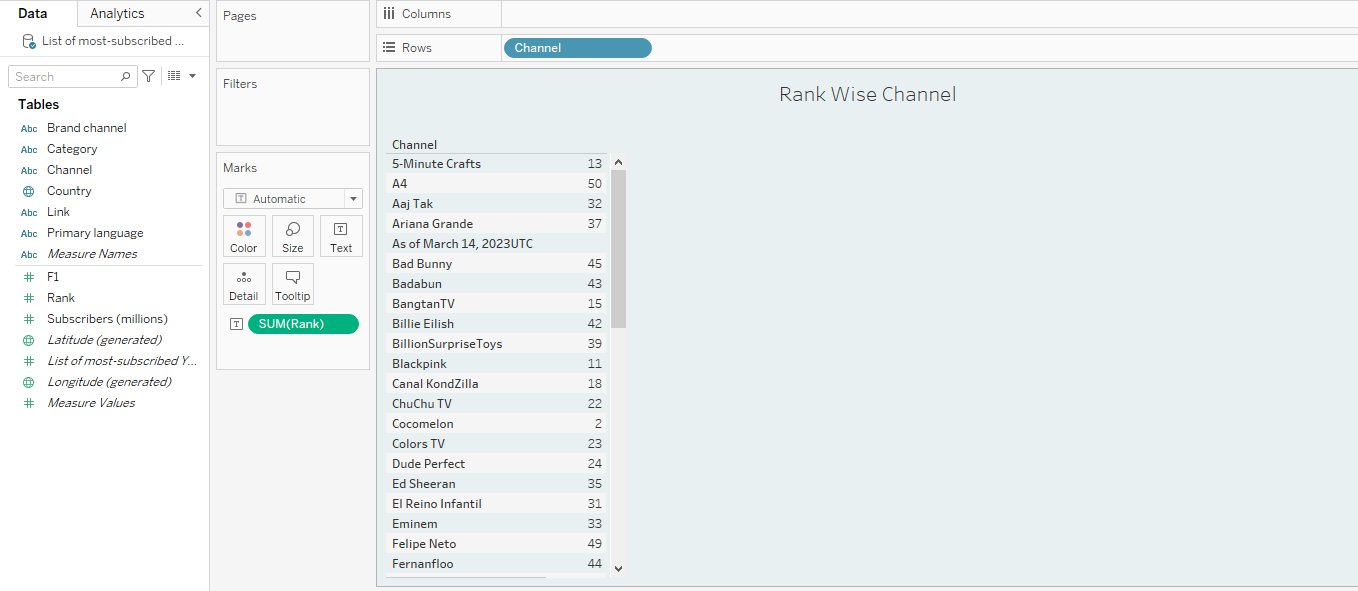 Data
Analytics
List of most-subscribed ...
Search
Tables
Abc Brand channel
Abc Category
Abc Channel
Country
Abc Link
Abc Primary language
Abc Measure Names
# F1
# Rank
# Subscribers (millions)
Latitude (generated)
# List of most-subscribed Y...
Longitude (generated)
# Measure Values
Pages
Filters
Marks
T Automatic
Color
Size
T Text
Detail
Tooltip
T SUM(Rank)
Columns
Rows
Channel
Rank Wise Channel
Channel
5-Minute Crafts 13
A4 50
Aaj Tak 32
Ariana Grande 37
As of March 14, 2023UTC
Bad Bunny 45
Badabun 43
BangtanTV 15
Billie Eilish 42
BillionSurpriseToys 39
Blackpink 11
Canal KondZilla 18
ChuChu TV 22
Cocomelon 2
Colors TV 23
Dude Perfect 24
Ed Sheeran 35
El Reino Infantil 31
Eminem 33
Felipe Neto 49
Fernanfloo 44